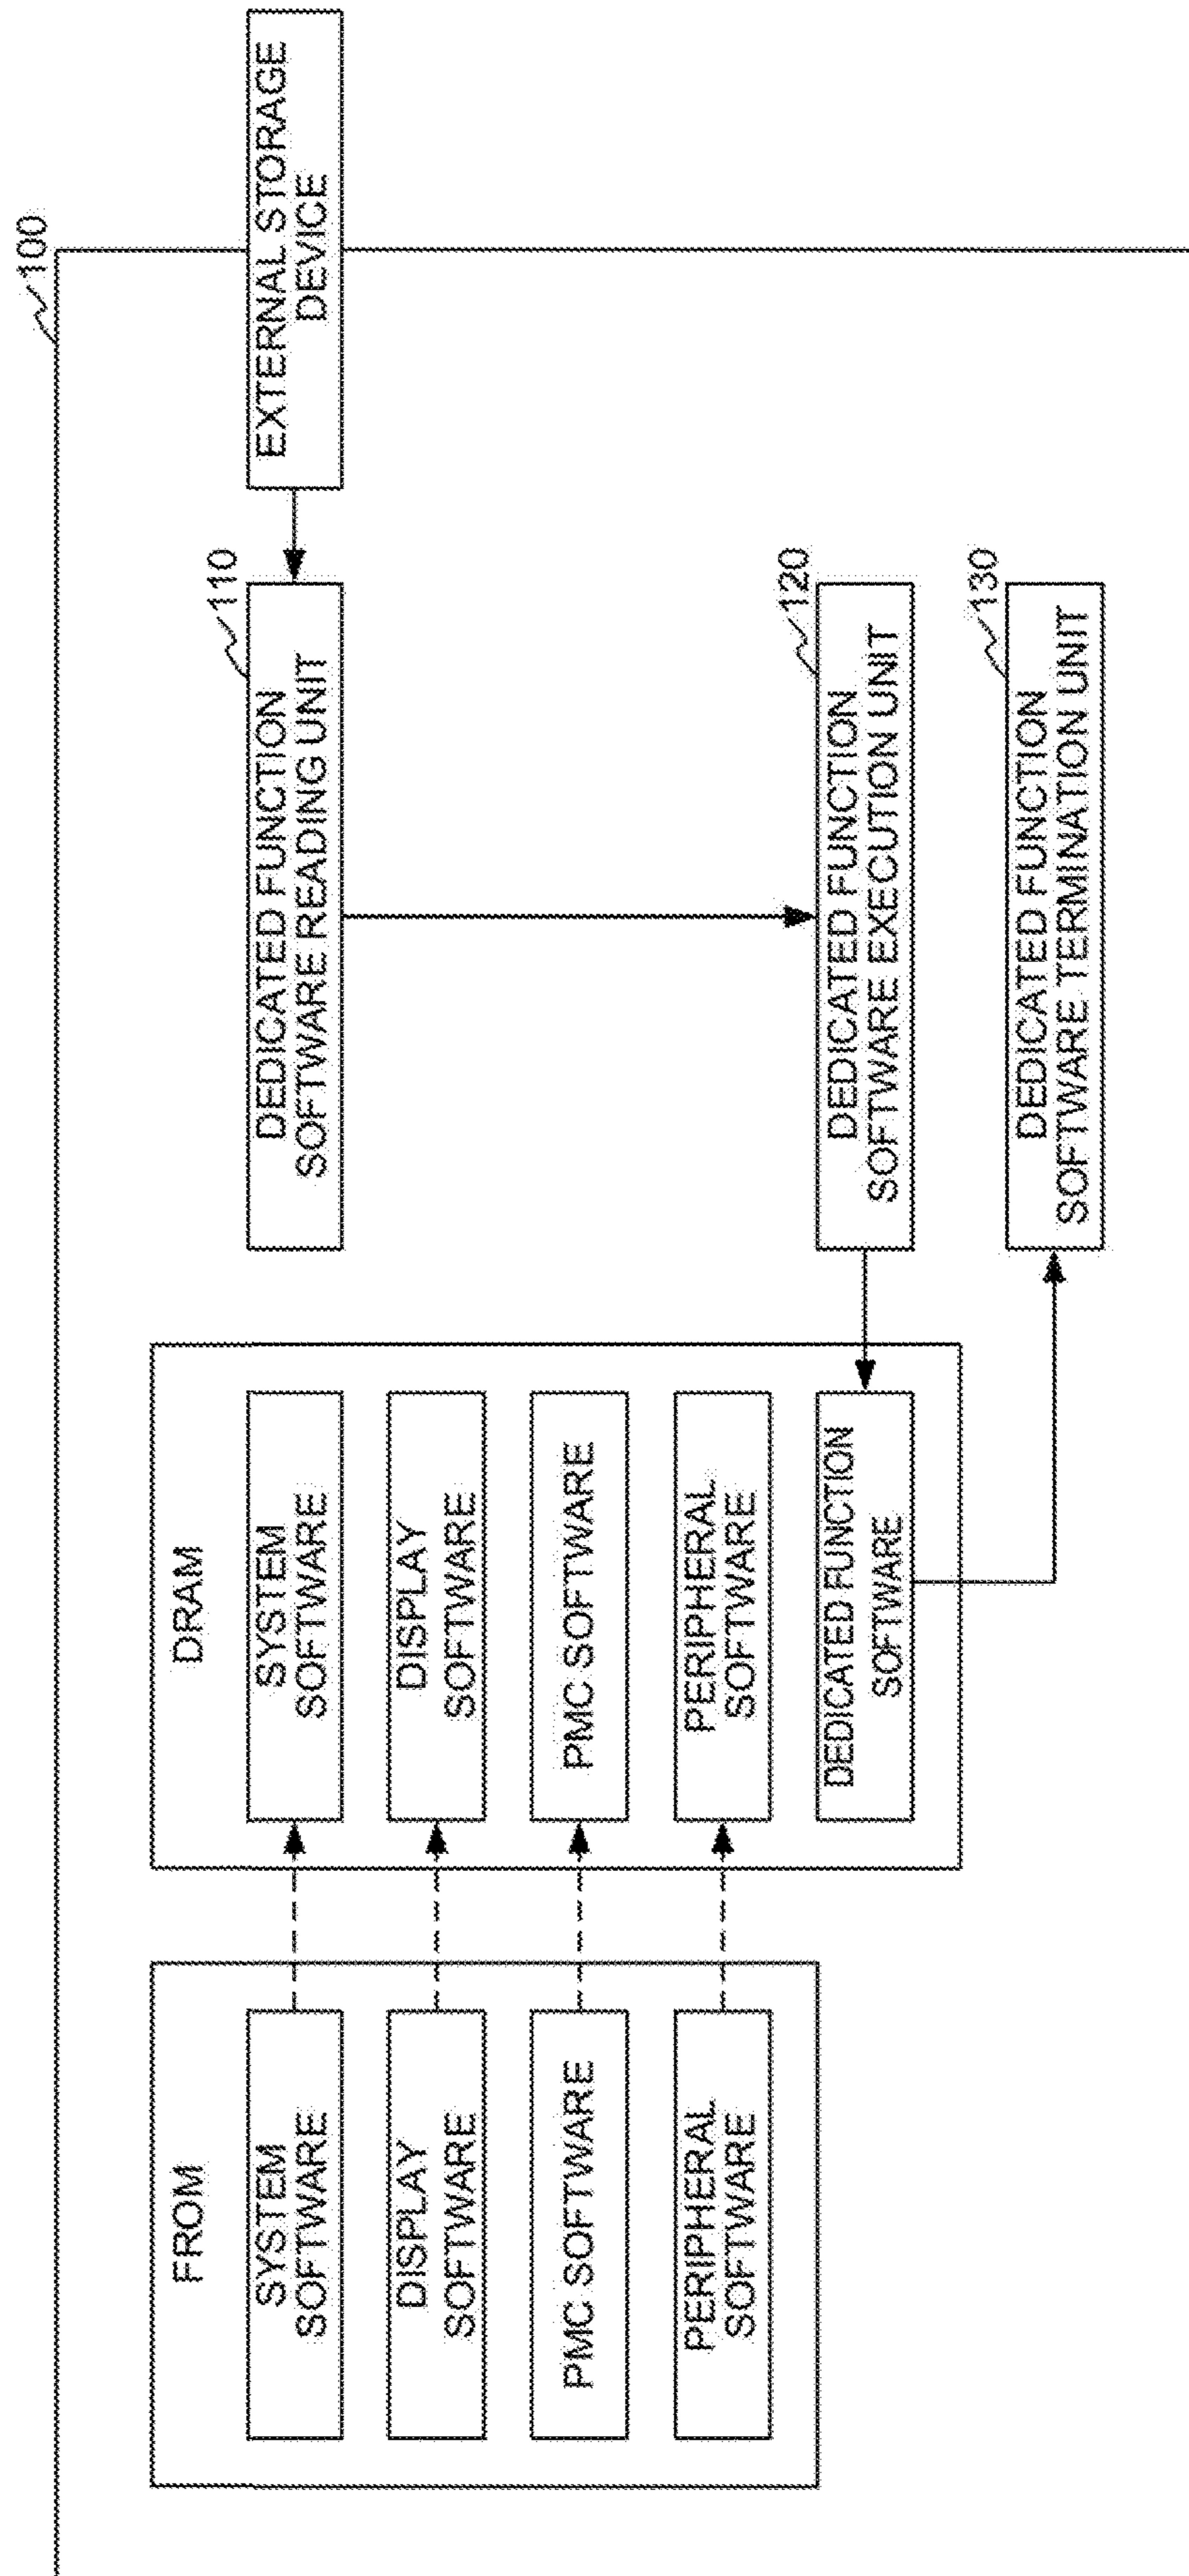 100
FROM
SYSTEM
SOFTWARE
DISPLAY
SOFTWARE
PMC SOFTWARE
PERIPHERAL
SOFTWARE
DRAM
SYSTEM
SOFTWARE
DISPLAY
SOFTWARE
PMC SOFTWARE
PERIPHERAL
SOFTWARE
DEDICATED FUNCTION
SOFTWARE
110
DEDICATED FUNCTION
SOFTWARE READING UNIT
120
DEDICATED FUNCTION
SOFTWARE EXECUTION UNIT
130
DEDICATED FUNCTION
SOFTWARE TERMINATION UNIT
EXTERNAL STORAGE
DEVICE